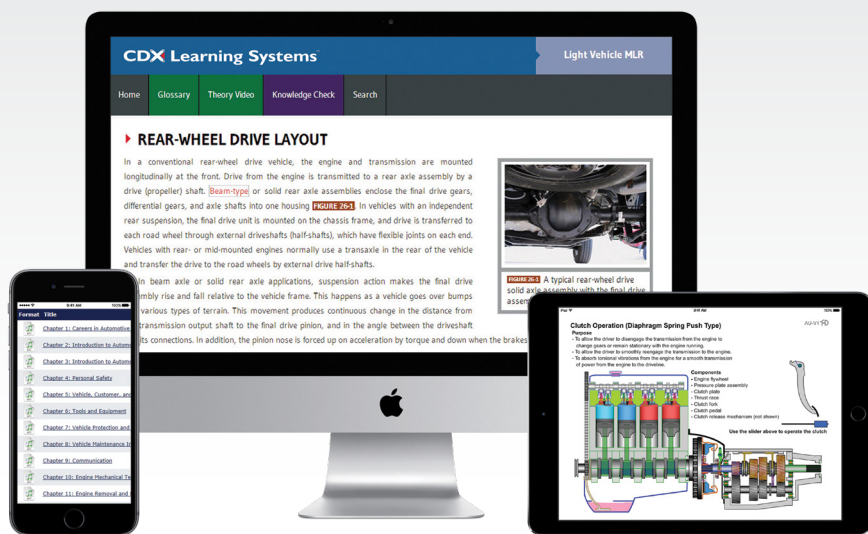 CDX Learning Systems™
Light Vehicle MLR
Home Glossary Theory Video Knowledge Check Search
REAR-WHEEL DRIVE LAYOUT
In a conventional rear-wheel drive vehicle, the engine and transmission are mounted
longitudinally at the front. Drive from the engine is transmitted to a rear axle assembly by a
drive (propeller) shaft. Beam-type or solid rear axle assemblies enclose the final drive gears,
differential gears, and axle shafts into one housing FIGURE 26-1. In vehicles with an independent
rear suspension, the final drive unit is mounted on the chassis frame, and drive is transferred to
each road wheel through external driveshafts (half-shafts), which have flexible joints on each end.
Vehicles with rear- or mid-mounted engines normally use a transaxle in the rear of the vehicle
and transfer the drive to the road wheels by external drive half-shafts.
In beam axle or solid rear axle applications, suspension action makes the final drive
rise and fall relative to the vehicle frame. This happens as a vehicle goes over bumps
various types of terrain. This movement produces continuous change in the distance from
transmission output shaft to the final drive pinion, and in the angle between the driveshaft
its connections. In addition, the pinion nose is forced up on acceleration by torque and down when the brakes
FIGURE 26-1 A typical rear-wheel drive
solid axle assembly with the final drive
9:41 AM 100%
Format Title
Chapter 1: Careers in Automotive
Chapter 2: Introduction to Automo
Chapter 3: Introduction to Automo
Chapter 4: Personal Safety
Chapter 5: Vehicle, Customer, and
Chapter 6: Tools and Equipment
Chapter 7: Vehicle Protection and
Chapter 8: Vehicle Maintenance In
Chapter 9: Communication
Chapter 10: Engine Mechanical Te
Chapter 11: Engine Removal and
iPad 9:41 AM 100%
Clutch Operation (Diaphragm Spring Push Type)
Purpose
- To allow the driver to disengage the transmission from the engine to
change gears or remain stationary with the engine running.
- To allow the driver to smoothly reengage the transmission to the engine.
- To absorb torsional vibrations from the engine for a smooth transmission
of power from the engine to the driveline.
Components
- Engine flywheel
- Pressure plate assembly
- Clutch plate
- Thrust race
- Clutch fork
- Clutch pedal
- Clutch release mechanism (not shown)
Use the slider above to operate the clutch